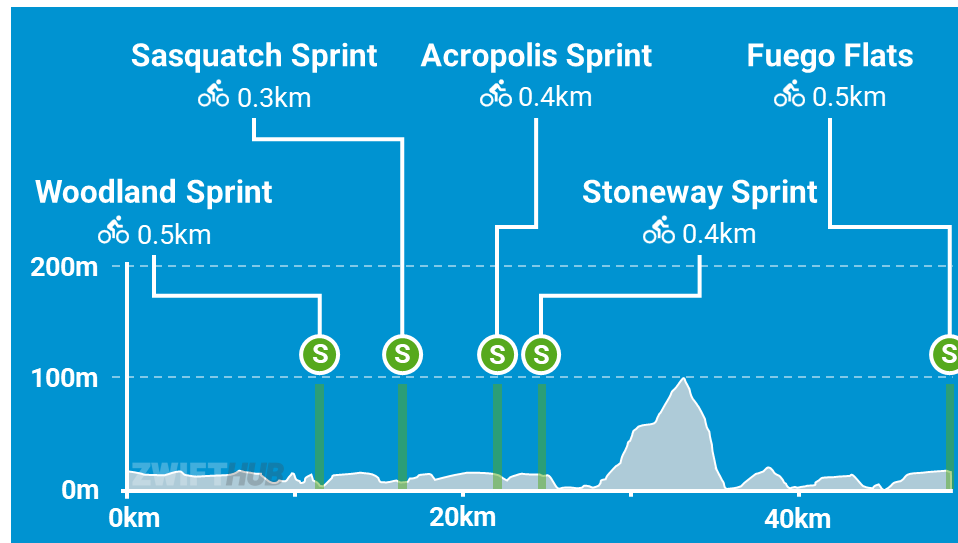 Sasquatch Sprint
0.3km
Acropolis Sprint
0.4km
Fuego Flats
0.5km
Woodland Sprint
0.5km
Stoneway Sprint
0.4km
200m
S S S S S
100m
ZWIFTHUB
0m
0km 20km 40km